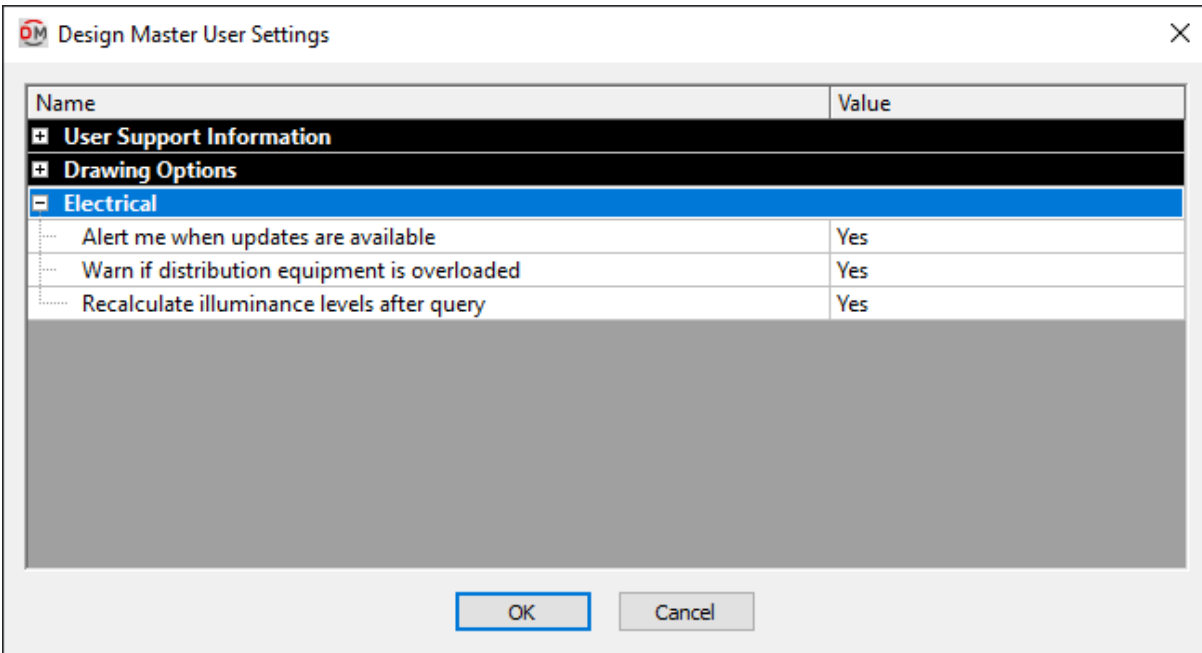 DM Design Master User Settings
Name Value
User Support Information
Drawing Options
Electrical
Alert me when updates are available Yes
Warn if distribution equipment is overloaded Yes
Recalculate illuminance levels after query Yes
OK Cancel